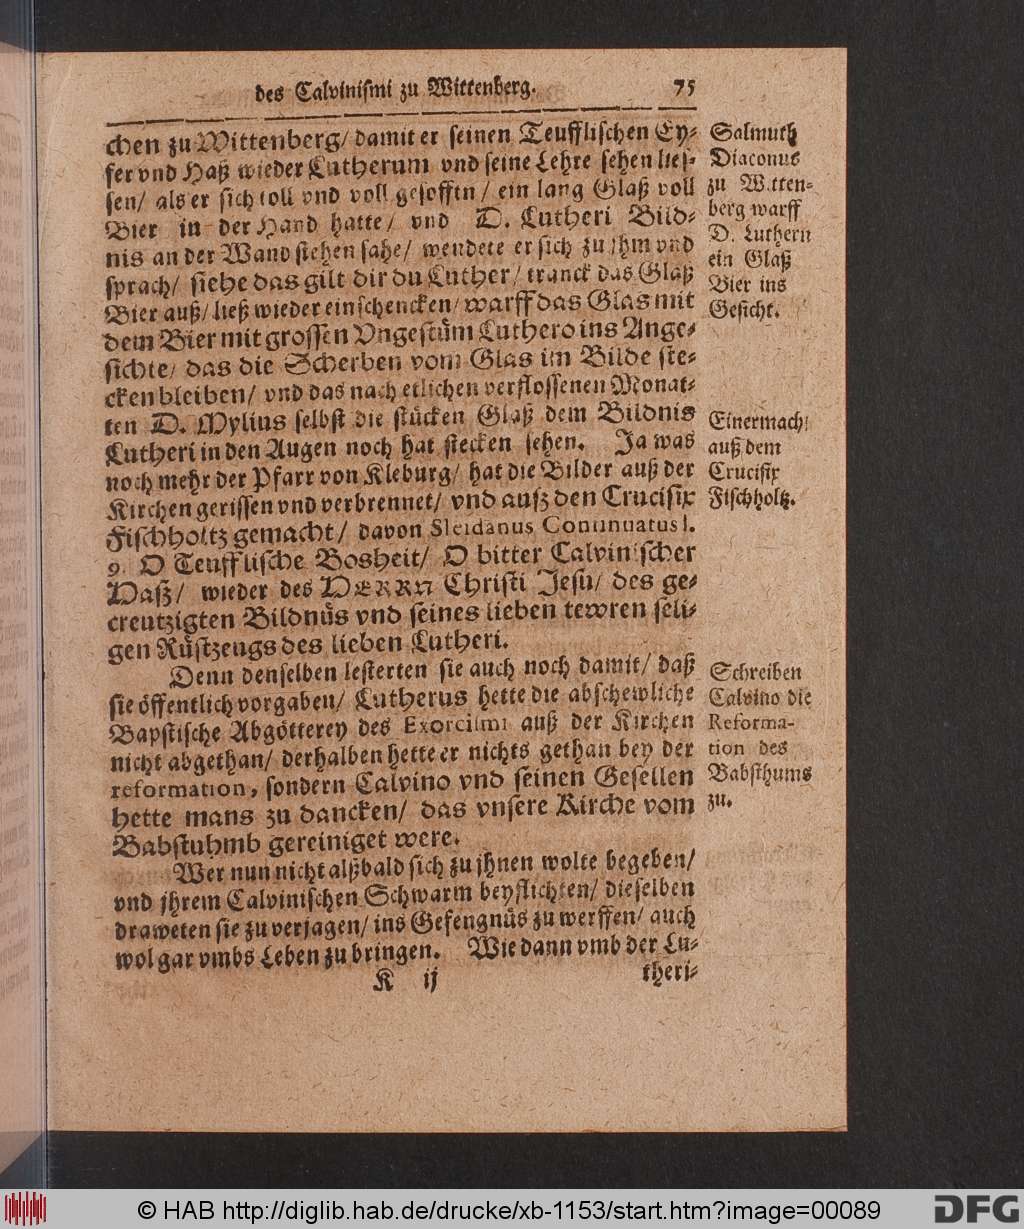 des Calvinismi zu Wittenberg. 75
chen zu Wittenberg/ damit er seinen Teufflischen Ey-
fer vnd Haß wieder Lutherum vnd seine Lehre sehen lies-
sen/ als er sich toll vnd voll gesoffen/ ein lang Glaß voll
Bier in der Hand hatte/ vnd D. Lutheri Bild-
nis an der Wand stehen sahe/ wendete er sich zu jhm vnd
sprach/ siehe das gilt dir du Luther/ tranck das Glaß
Bier auß/ ließ wieder einschencken/ warff das Glas mit
dem Bier mit grossen Vngestům Luthero ins Ange-
sichte/ das die Scherben vom Glas im Bilde ste-
cken bleiben/ vnd das nach etlichen verflossenen Monat-
ten D. Mylius selbst die stücken Glaß dem Bildnis
Lutheri in den Augen noch hat stecken sehen. Ja was
noch mehr der Pfarr von Kleburg/ hat die Bilder auß der
Kirchen gerissen vnd verbrennet/ vnd ausz den Crucifix
Fischholtz gemacht/ davon Sleidanus Continuatus l.
9. O Teufflische Bosheit/ O bitter Calvinischer
Haß/ wieder des HERRN Christi Jesu/ des ge-
creutzigten Bildnůs vnd seines lieben tewren seli-
gen Růstzeugs des lieben Lutheri.
Denn denselben lesterten sie auch noch damit/ daß
sie öffentlich vorgaben/ Lutherus hette die abschewliche
Bapstische Abgötterey des Exorcismi auß der Kirchen
nicht abgethan/ derhalben hette er nichts gethan bey der
reformation, sondern Calvino vnd seinen Gesellen
hette mans zu dancken/ das vnsere Kirche vom
Babstuhmb gereiniget were.
Wer nun nicht alßbald sich zu jhnen wolte begeben/
vnd jhrem Calvinischen Schwarm beypflichten/ dieselben
draweten sie zu verjagen/ ins Gefengnůs zu werffen/ auch
wol gar vmbs Leben zu bringen. Wie dann vmb der Lu-
K ij theri-
Salmuth
Diaconus
zu Witten-
berg warff
D. Luthern
ein Glaß
Bier ins
Gesicht.
Einer mach
auß dem
Crucifix
Fischholtz.
Schreiben
Calvino die
Reforma-
tion des
Babsthums
zu.
© HAB http://diglib.hab.de/drucke/xb-1153/start.htm?image=00089
DFG